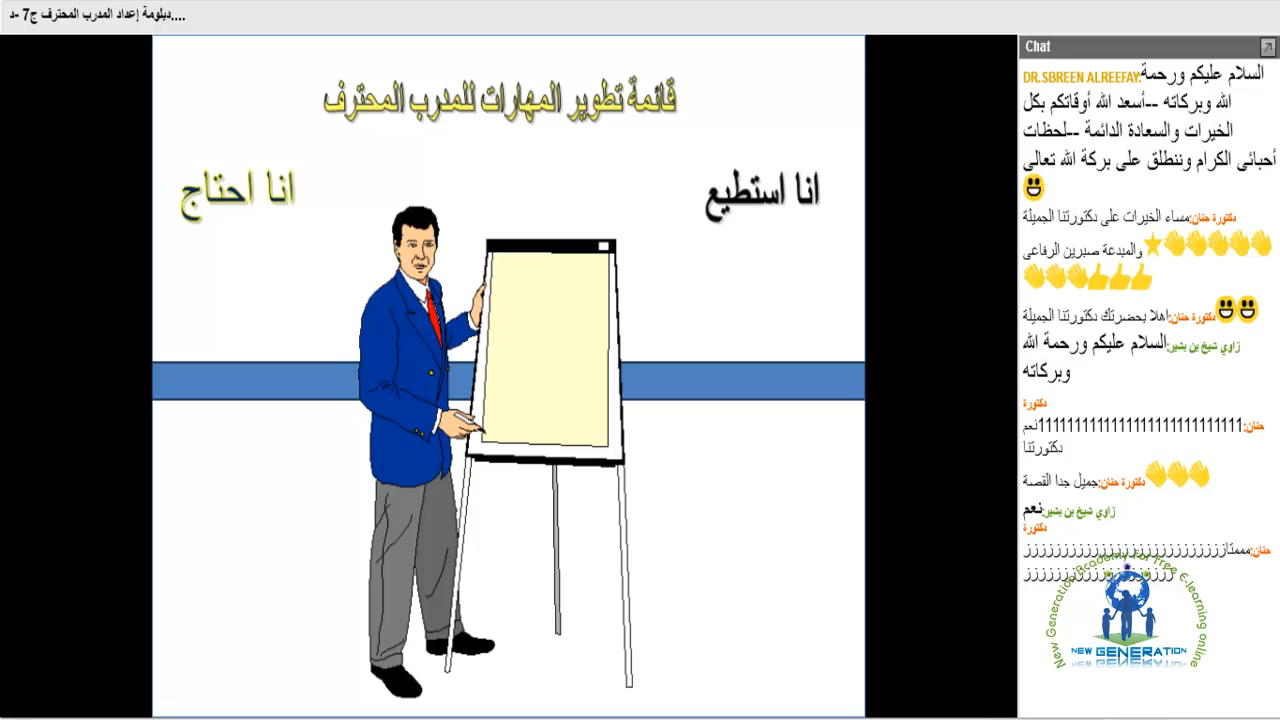 دبلومة إعداد المدرب المحترف ج7 -د....
قائمة تطوير المهارات للمدرب المحترف
انا استطيع
انا احتاج
Chat
DR.SBREEN ALREEFAY:السلام عليكم ورحمة
الله وبركاته --أسعد الله أوقاتكم بكل
الخيرات والسعادة الدائمة --لحظات
أحبائى الكرام وننطلق على بركة الله تعالى
دكتورة حنان:مساء الخيرات على دكتورتنا الجميلة
والمبدعة صبرين الرفاعى
دكتورة حنان:اهلا بحضرتك دكتورتنا الجميلة
زاوي شيخ بن بشير:السلام عليكم ورحمة الله
وبركاته
دكتورة
حنان:11111111111111111111111111111نعم
دكتورتنا
دكتورة حنان:جميل جدا القصة
زاوي شيخ بن بشير:نعم
دكتورة
حنان:ممممتاززززززززززززززززززززززز
زززززززززززززززز
New Generation Academy For Free E-learning online
NEW GENERATION